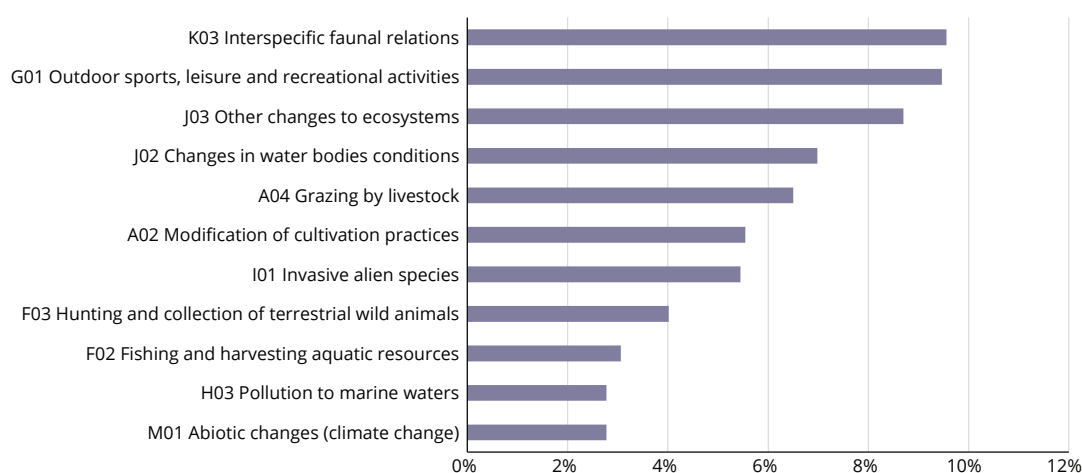 K03 Interspecific faunal relations
G01 Outdoor sports, leisure and recreational activities
J03 Other changes to ecosystems
J02 Changes in water bodies conditions
A04 Grazing by livestock
A02 Modification of cultivation practices
I01 Invasive alien species
F03 Hunting and collection of terrestrial wild animals
F02 Fishing and harvesting aquatic resources
H03 Pollution to marine waters
M01 Abiotic changes (climate change)
0% 2% 4% 6% 8% 10% 12%